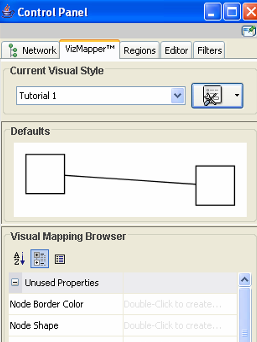 Control Panel
Network
VizMapper™
Regions
Editor
Filters
Current Visual Style
Tutorial 1
Defaults
Visual Mapping Browser
Unused Properties
Node Border Color
Double-Click to create...
Node Shape
Double-Click to create...